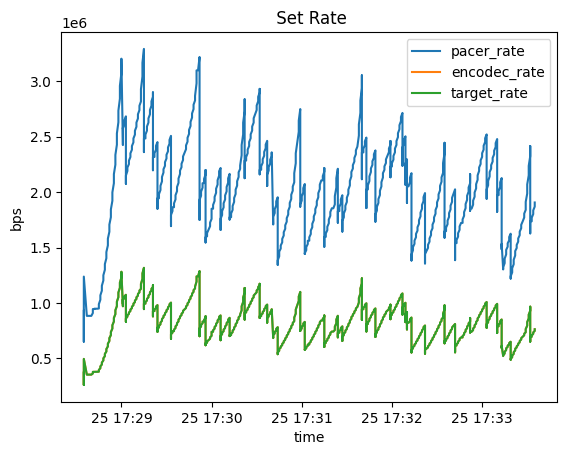 Set Rate
1e6
pacer_rate
encodec_rate
target_rate
3.0
2.5
2.0
1.5
1.0
0.5
bps
25 17:29
25 17:30
25 17:31
25 17:32
25 17:33
time